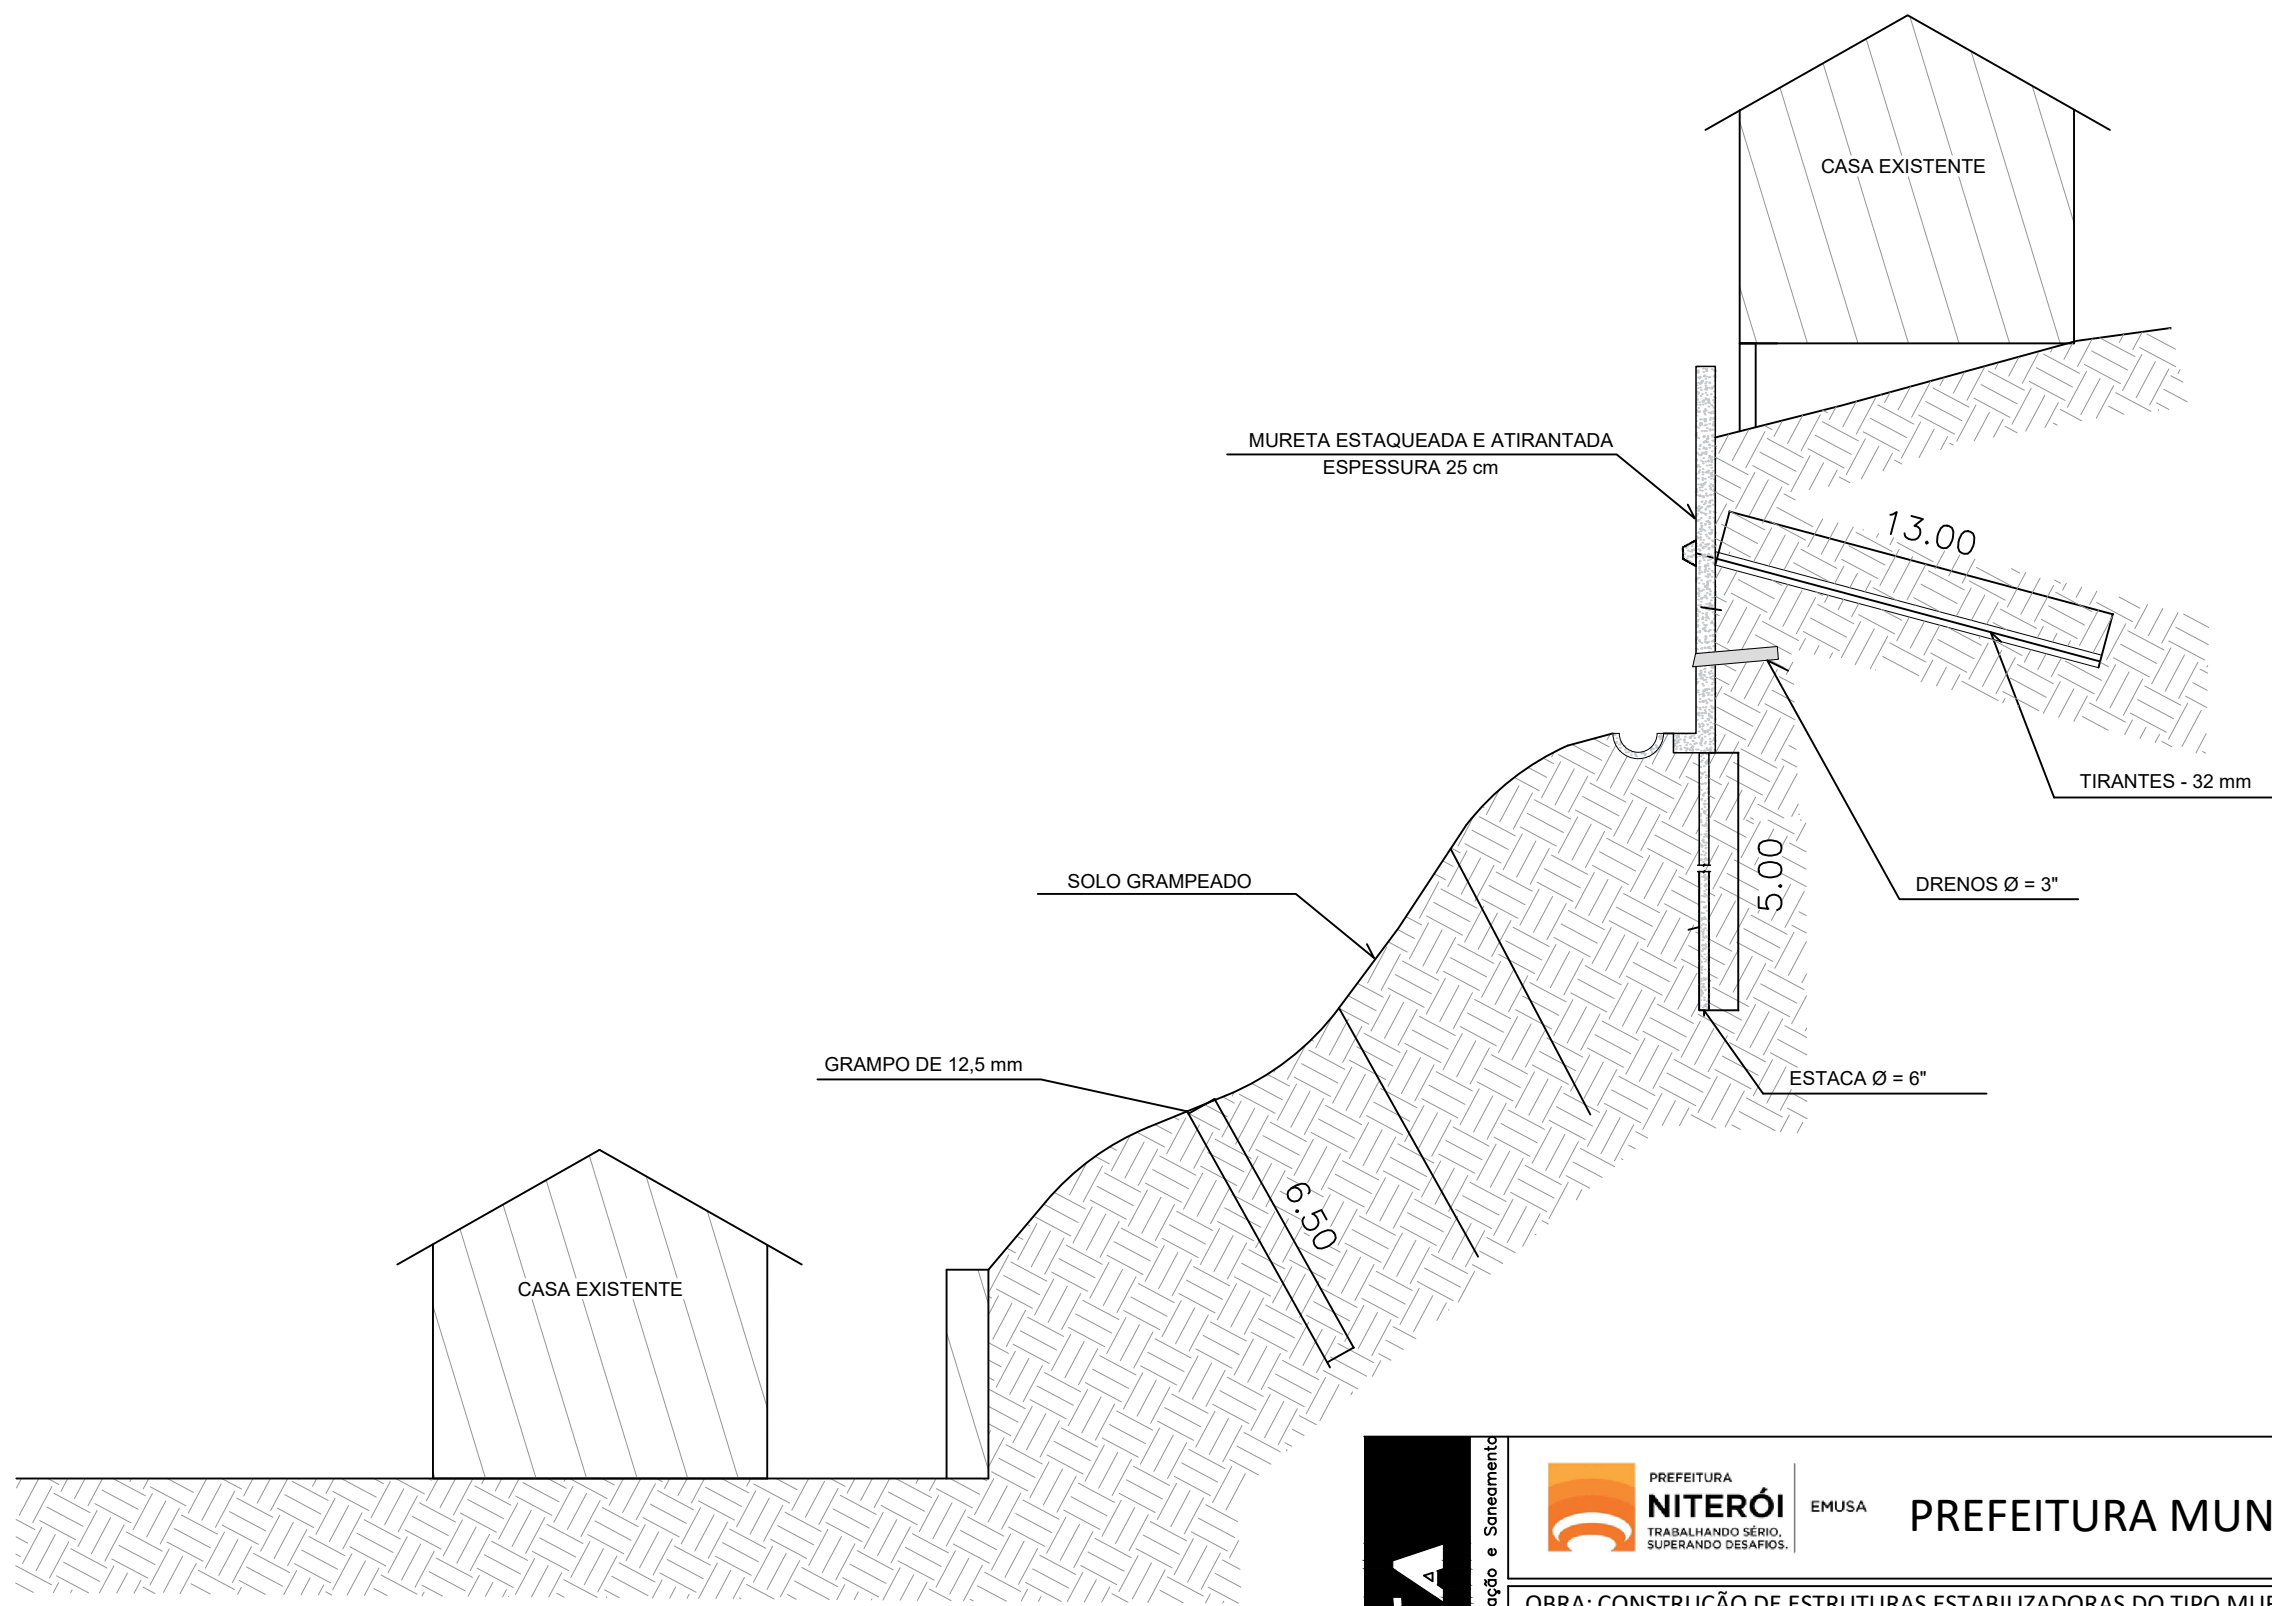 CASA EXISTENTE
MURETA ESTAQUEADA E ATIRANTADA
ESPESSURA 25 cm
13.00
TIRANTES - 32 mm
5.00
SOLO GRAMPEADO
DRENOS Ø = 3"
GRAMPO DE 12,5 mm
ESTACA Ø = 6"
6.50
CASA EXISTENTE
e Saneamento
PREFEITURA
NITERÓI
TRABALHANDO SÉRIO,
SUPERANDO DESAFIOS.
EMUSA
PREFEITURA MUN
OBRA: CONSTRUÇÃO DE ESTRUTURAS ESTABILIZADORAS DO TIPO